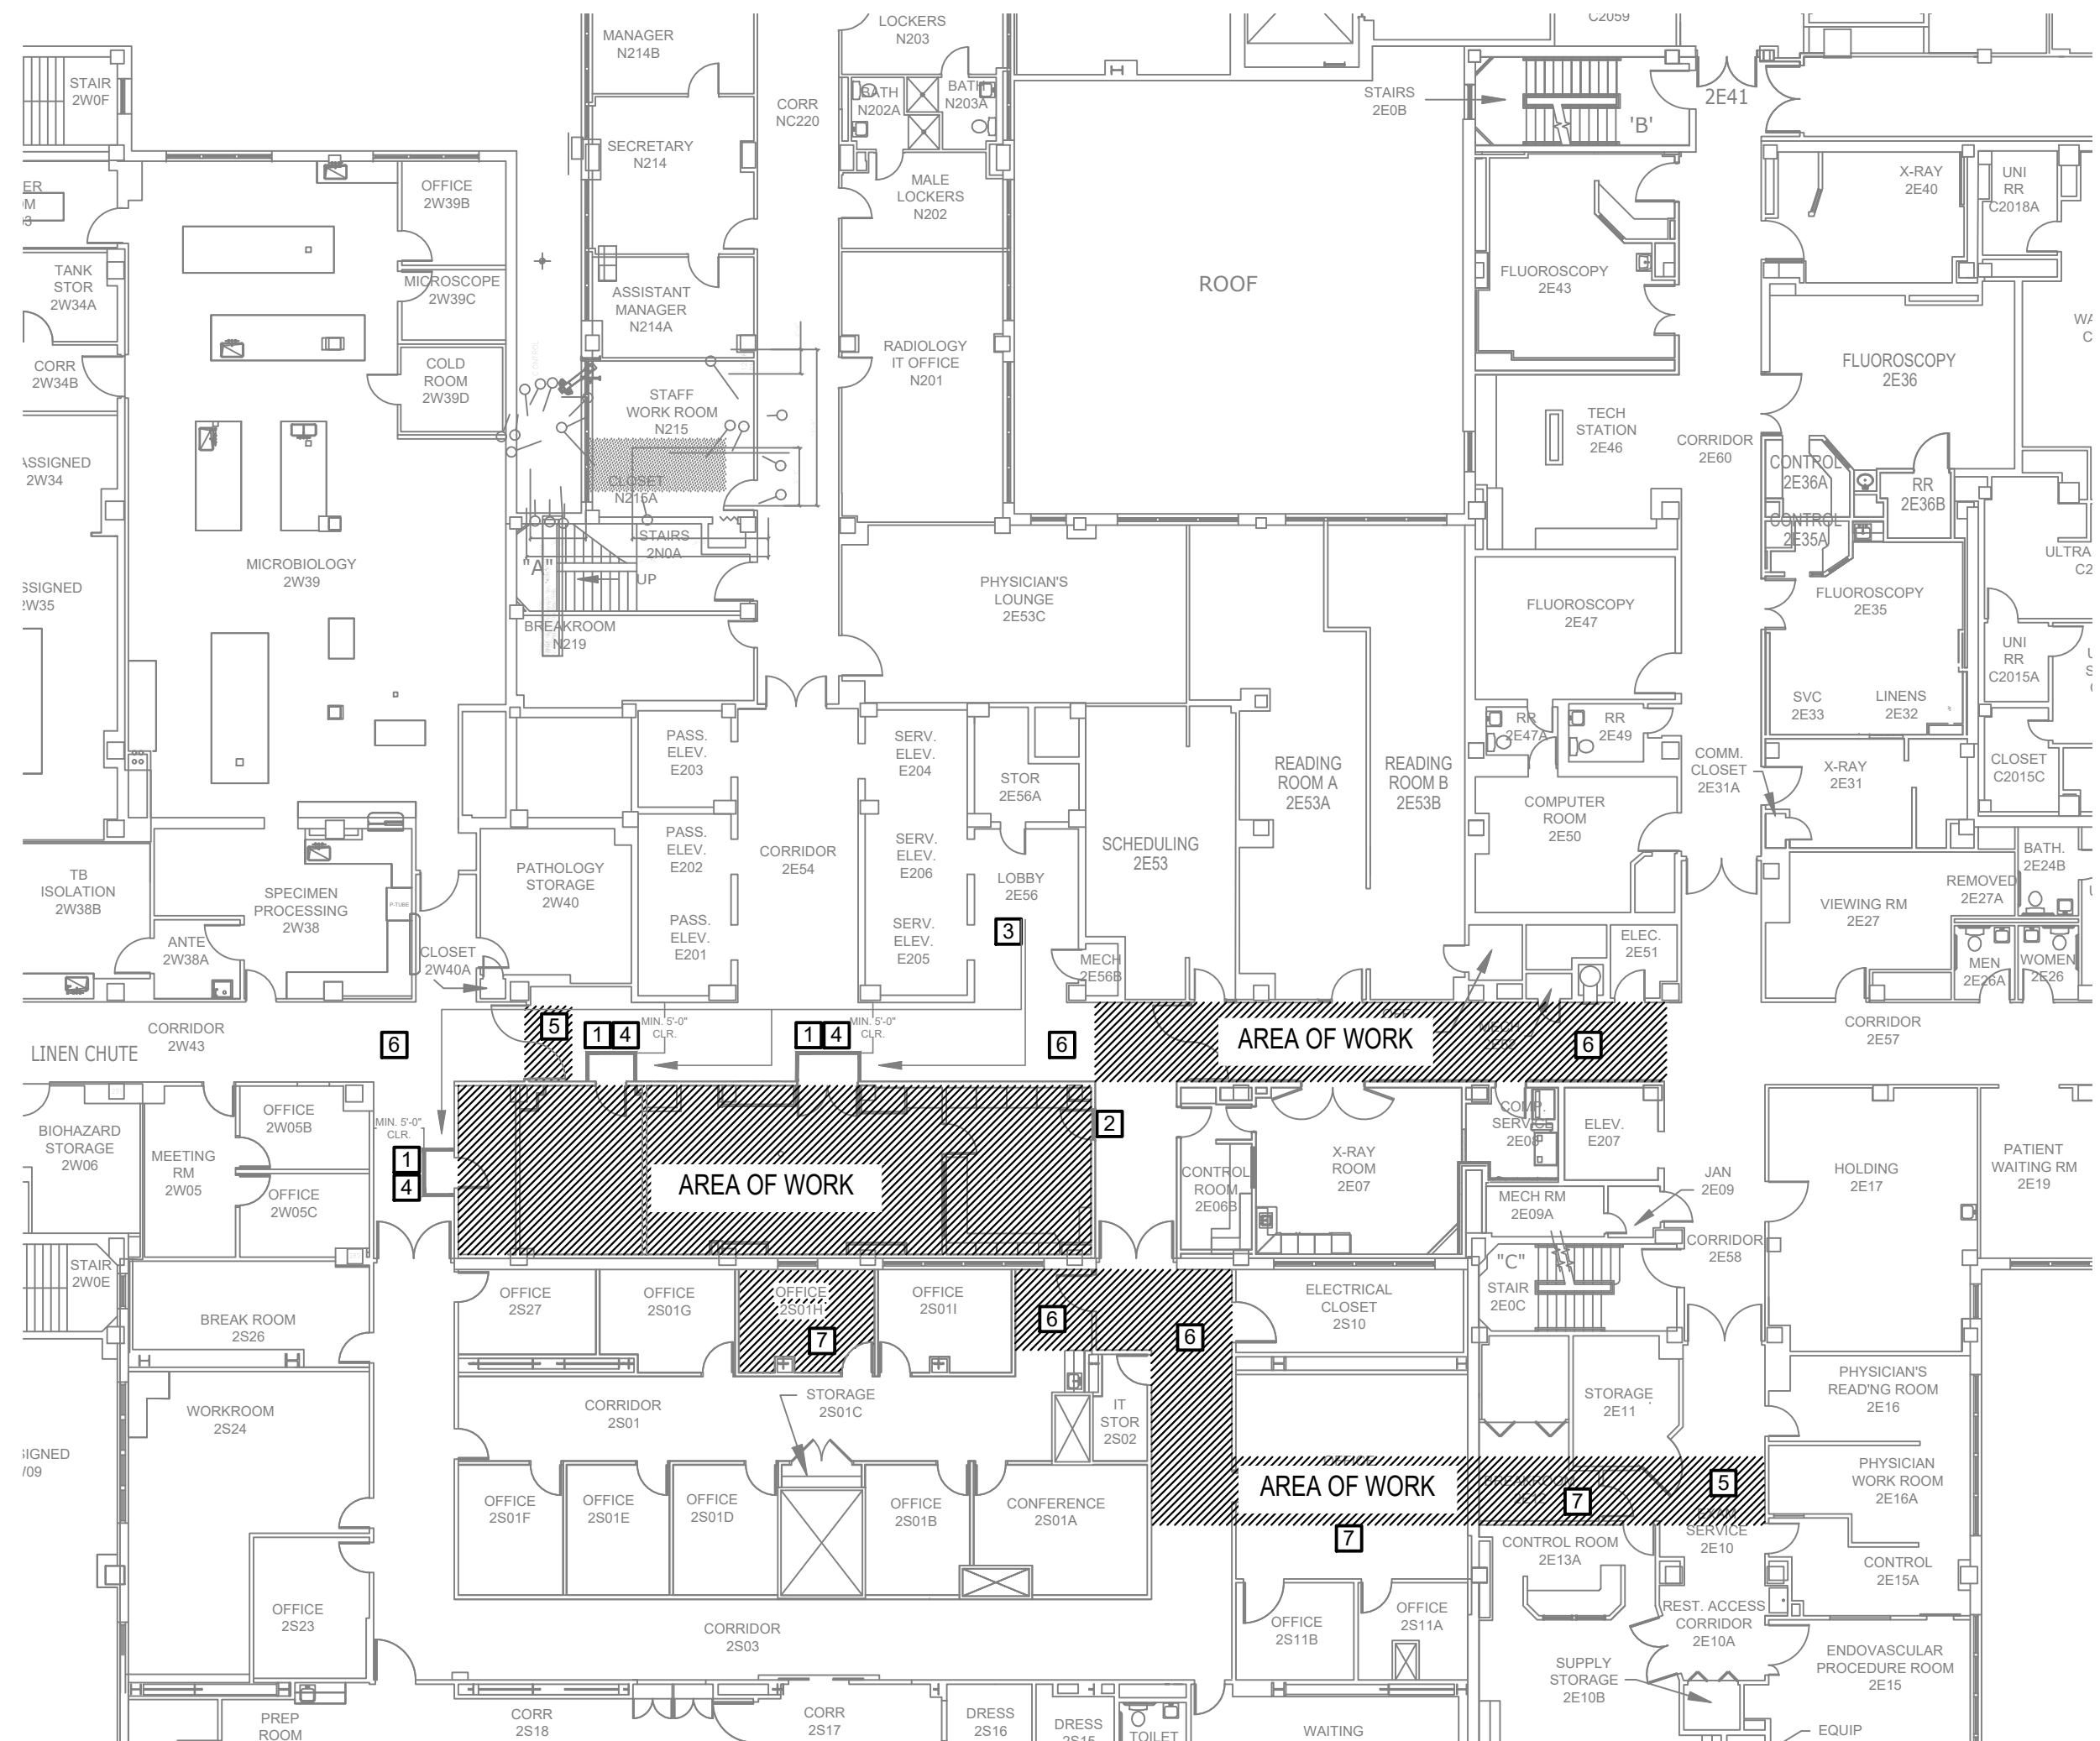 MANAGER
N214B
LOCKERS
N203
C2059
STAIR
2W0F
BATH
N202A
BATH
N203A
CORR
NC220
STAIRS
2E0B
'B'
2E41
SECRETARY
N214
MALE
LOCKERS
N202
OFFICE
2W39B
X-RAY
2E40
UNI
RR
C2018A
TANK
STOR
2W34A
MICROSCOPE
2W39C
ASSISTANT
MANAGER
N214A
ROOF
FLUOROSCOPY
2E43
CORR
2W34B
COLD
ROOM
2W39D
RADIOLOGY
IT OFFICE
N201
FLUOROSCOPY
2E36
STAFF
WORK ROOM
N215
TECH
STATION
2E46
CORRIDOR
2E60
CONTROL
2E36A
RR
2E36B
ASSIGNED
2W34
CLOSET
N215A
CONTROL
2E35A
STAIRS
2N0A
"A"
UP
MICROBIOLOGY
2W39
PHYSICIAN'S
LOUNGE
2E53C
FLUOROSCOPY
2E47
FLUOROSCOPY
2E35
ULTRA
C2
SSIGNED
2W35
BREAKROOM
N219
UNI
RR
C2015A
SVC
2E33
LINENS
2E32
RR
2E47A
RR
2E49
PASS.
ELEV.
E203
SERV.
ELEV.
E204
STOR
2E56A
READING
ROOM A
2E53A
READING
ROOM B
2E53B
COMM.
CLOSET
2E31A
X-RAY
2E31
CLOSET
C2015C
COMPUTER
ROOM
2E50
PATHOLOGY
STORAGE
2W40
PASS.
ELEV.
E202
CORRIDOR
2E54
SERV.
ELEV.
E206
LOBBY
2E56
SCHEDULING
2E53
BATH.
2E24B
REMOVED
2E27A
VIEWING RM
2E27
TB
ISOLATION
2W38B
SPECIMEN
PROCESSING
2W38
P-TUBE
ANTE
2W38A
CLOSET
2W40A
PASS.
ELEV.
E201
SERV.
ELEV.
E205
3
MECH
2E56B
ELEC.
2E51
MEN
2E26A
WOMEN
2E26
CORRIDOR
2W43
LINEN CHUTE
6
5
1 4
MIN. 5'-0"
CLR.
1 4
MIN. 5'-0"
CLR.
6
AREA OF WORK
6
CORRIDOR
2E57
BIOHAZARD
STORAGE
2W06
MEETING
RM
2W05
OFFICE
2W05B
OFFICE
2W05C
MIN. 5'-0"
CLR.
1
4
AREA OF WORK
2
CONTROL
ROOM
2E06B
X-RAY
ROOM
2E07
COMP.
SERVICE
2E08
ELEV.
E207
JAN
2E09
MECH RM
2E09A
HOLDING
2E17
PATIENT
WAITING RM
2E19
STAIR
2W0E
BREAK ROOM
2S26
OFFICE
2S27
OFFICE
2S01G
OFFICE
2S01H
7
OFFICE
2S01I
6
6
ELECTRICAL
CLOSET
2S10
"C"
STAIR
2E0C
CORRIDOR
2E58
WORKROOM
2S24
CORRIDOR
2S01
STORAGE
2S01C
IT
STOR
2S02
STORAGE
2E11
PHYSICIAN'S
READ'NG ROOM
2E16
SIGNED
/09
OFFICE
2S01F
OFFICE
2S01E
OFFICE
2S01D
OFFICE
2S01B
CONFERENCE
2S01A
AREA OF WORK
7
BREAKROOM
7
5
PHYSICIAN
WORK ROOM
2E16A
CONTROL ROOM
2E13A
SERVICE
2E10
CONTROL
2E15A
OFFICE
2S23
CORRIDOR
2S03
OFFICE
2S11B
OFFICE
2S11A
REST. ACCESS
CORRIDOR
2E10A
SUPPLY
STORAGE
2E10B
ENDOVASCULAR
PROCEDURE ROOM
2E15
PREP
ROOM
CORR
2S18
CORR
2S17
DRESS
2S16
DRESS
2S15
TOILET
WAITING
EQUIP